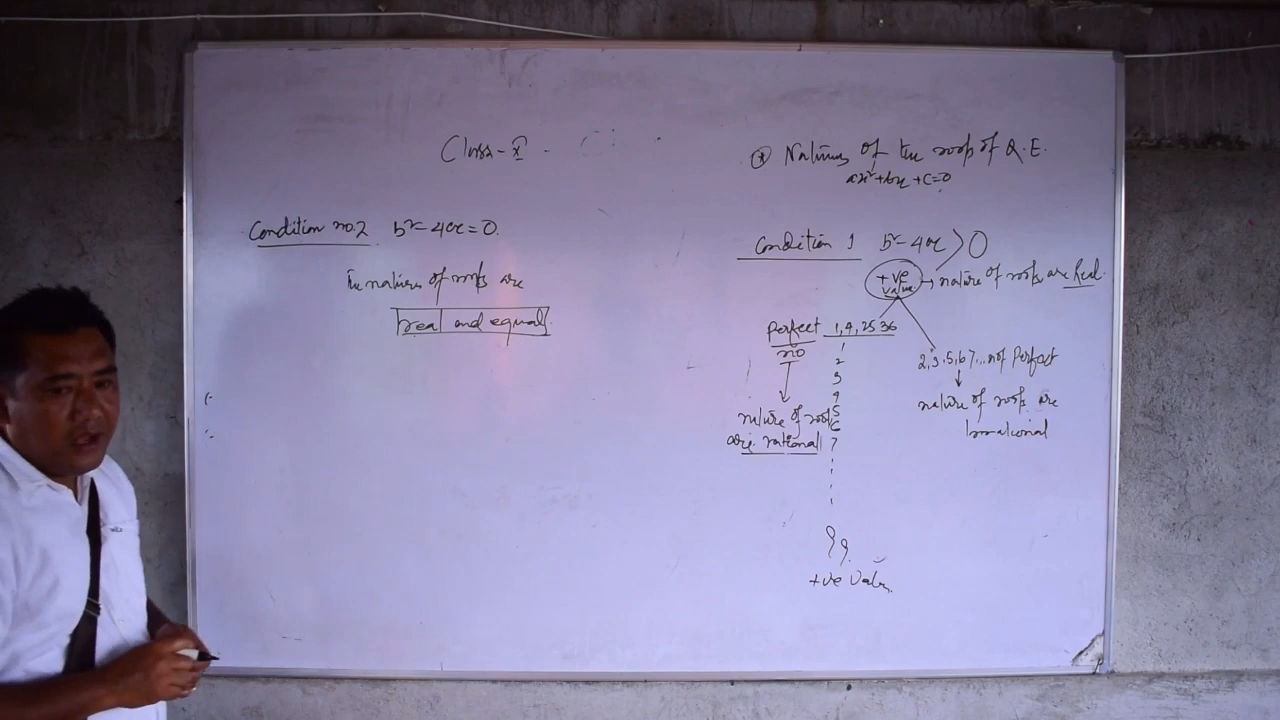 Class - X
Condition no.2 b² - 4ac = 0.
The natures of roots are
real and equal
* Natures of the roots of Q.E.
ax² + bx + c = 0
Condition 1 b² - 4ac > 0
+ve value → nature of roots are Real.
Perfect no 1, 4, 25 36
1
2
3
4
5
6
7
nature of roots
are rational
2, 3, 5, 6 7... not Perfect
nature of roots are
Irrational
99
+ve Value